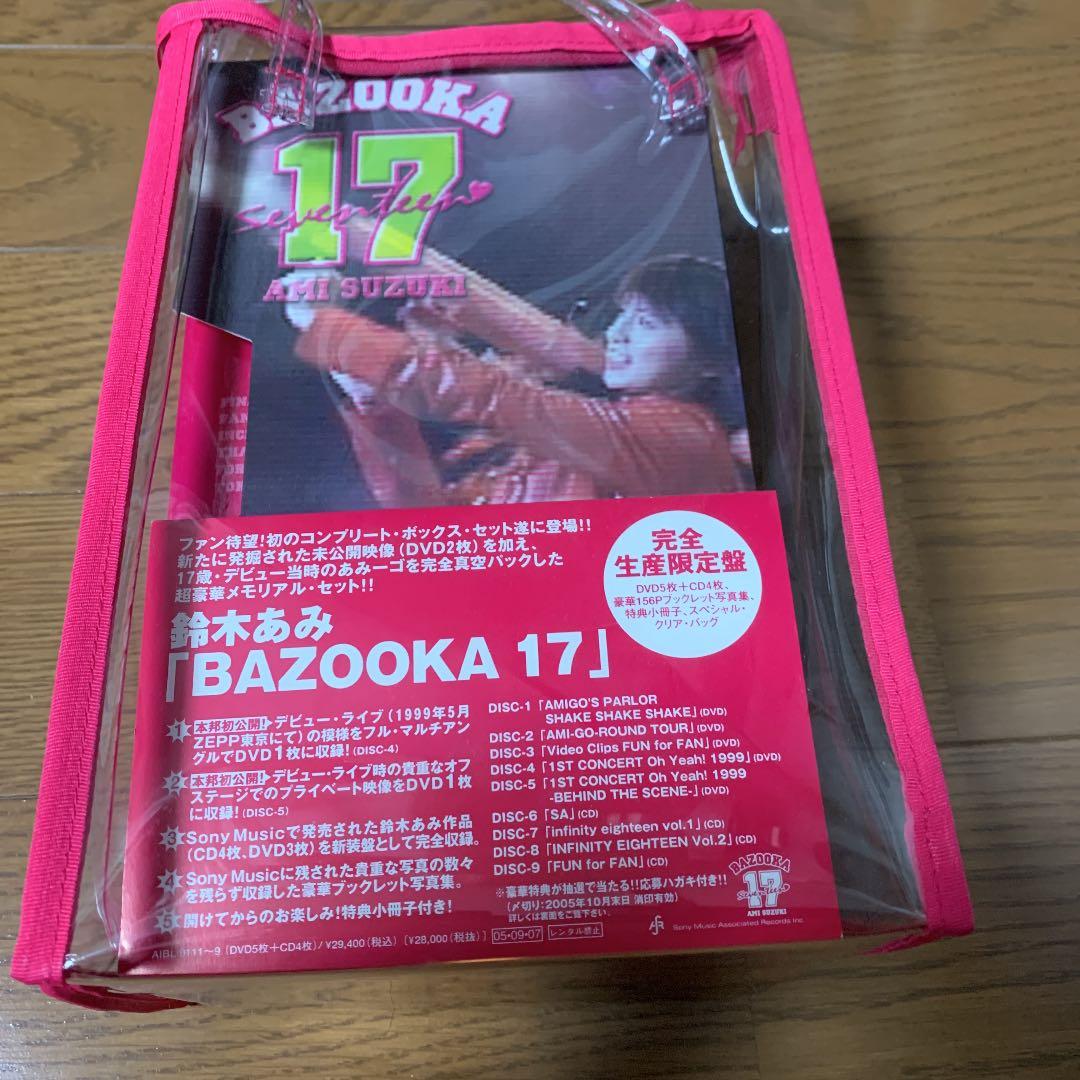 BAZOOKA
17
Seventeen
AMI SUZUKI
ファン待望!初のコンプリート・ボックス・セット遂に登場!!
新たに発掘された未公開映像(DVD2枚)を加え、
17歳・デビュー当時のあみーゴを完全真空パックした
超豪華メモリアル・セット!!
鈴木あみ
「BAZOOKA 17」
完全
生産限定盤
DVD5枚+CD4枚、
豪華156Pブックレット写真集、
特典小冊子、スペシャル・
クリア・バッグ
1 本邦初公開! デビュー・ライブ(1999年5月
ZEPP東京にて)の模様をフル・マルチアン
グルでDVD1枚に収録!(DISC-4)
2 本邦初公開! デビュー・ライブ時の貴重なオフ
ステージでのプライベート映像をDVD1枚
に収録!(DISC-5)
3 Sony Musicで発売された鈴木あみ作品
(CD4枚、DVD3枚)を新装盤として完全収録。
4 Sony Musicに残された貴重な写真の数々
を残らず収録した豪華ブックレット写真集。
5 開けてからのお楽しみ!特典小冊子付き!
DISC-1「AMIGO'S PARLOR
SHAKE SHAKE SHAKE」(DVD)
DISC-2「AMI-GO-ROUND TOUR」(DVD)
DISC-3「Video Clips FUN for FAN」(DVD)
DISC-4「1ST CONCERT Oh Yeah! 1999」(DVD)
DISC-5「1ST CONCERT Oh Yeah! 1999
-BEHIND THE SCENE-」(DVD)
DISC-6「SA」(CD)
DISC-7「infinity eighteen vol.1」(CD)
DISC-8「INFINITY EIGHTEEN Vol.2」(CD)
DISC-9「FUN for FAN」(CD)
※豪華特典が抽選で当たる!!応募ハガキ付き!!
(〆切り:2005年10月末日 消印有効)
詳しくは裏面をご覧下さい。
BAZOOKA
17
Seventeen
AMI SUZUKI
Sony Music Associated Records Inc.
AIBL 9111〜9 [DVD5枚+CD4枚]/¥29,400(税込) [¥28,000(税抜)] 05・09・07 レンタル禁止